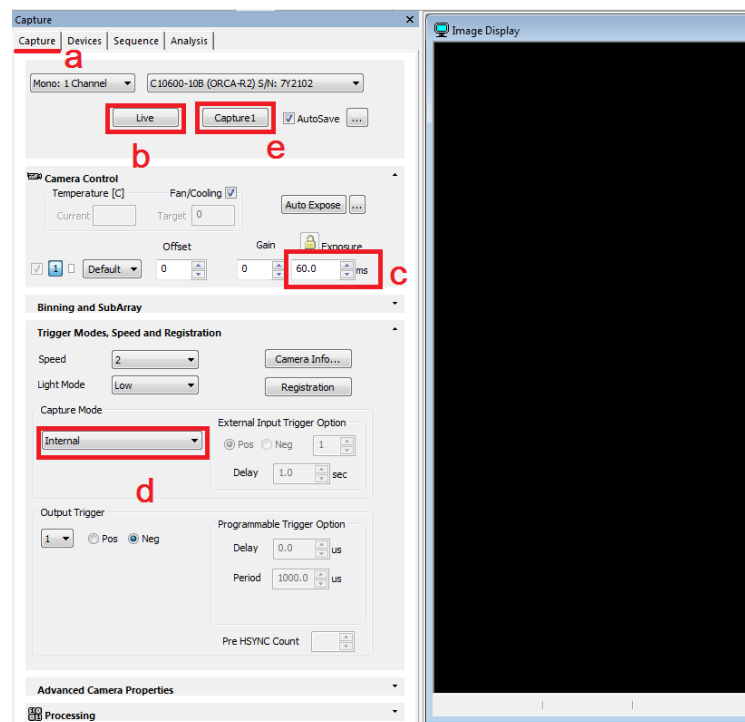 Capture
Image Display
Capture Devices Sequence Analysis
a
Mono: 1 Channel C10600-10B (ORCA-R2) S/N: 7Y2102
Live Capture1 AutoSave ...
b e
Camera Control
Temperature [C] Fan/Cooling
Current Target 0 Auto Expose ...
Offset Gain Exposure
1 Default 0 0 60.0 ms c
Binning and SubArray
Trigger Modes, Speed and Registration
Speed 2 Camera Info...
Light Mode Low Registration
Capture Mode
External Input Trigger Option
Internal Pos Neg 1
Delay 1.0 sec
d
Output Trigger
Programmable Trigger Option
1 Pos Neg
Delay 0.0 us
Period 1000.0 us
Pre HSYNC Count
Advanced Camera Properties
Processing